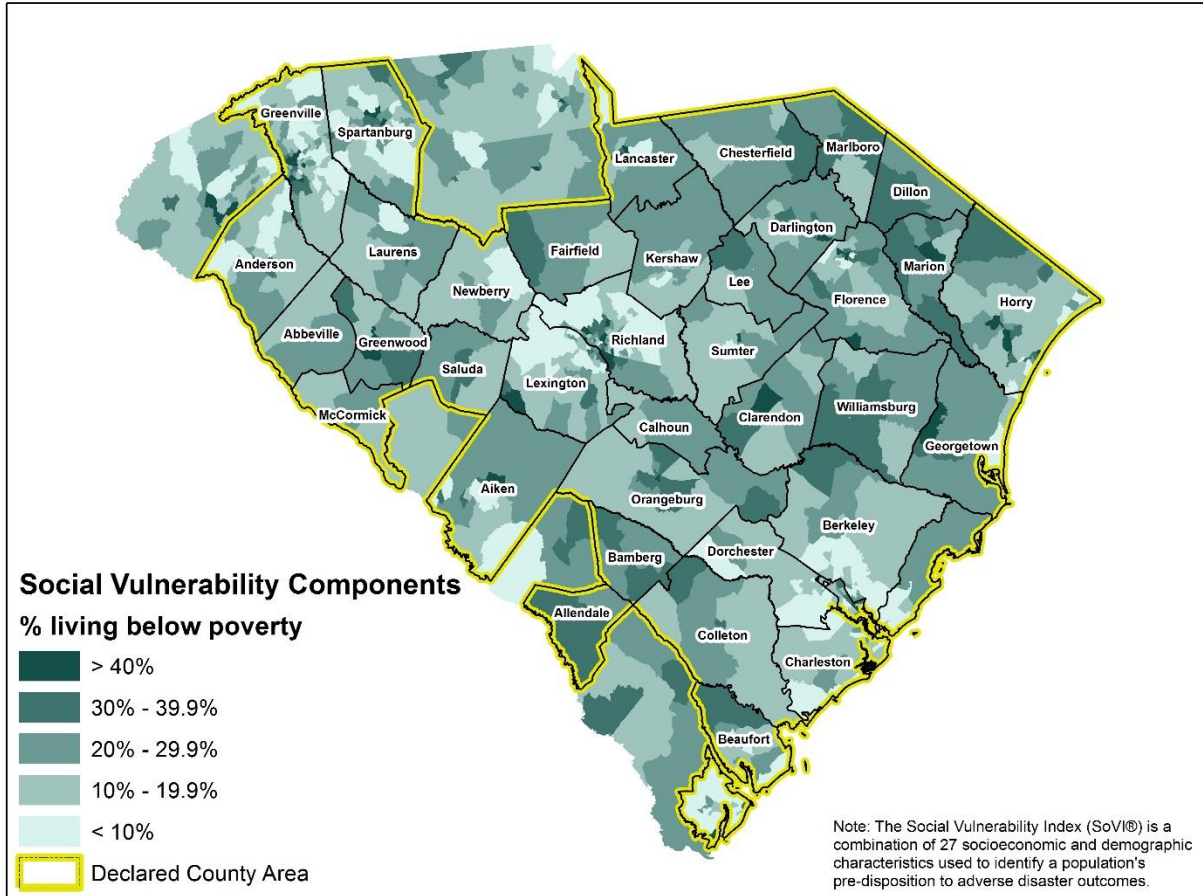 Greenville
Spartanburg
Lancaster
Chesterfield
Marlboro
Dillon
Darlington
Laurens
Fairfield
Kershaw
Lee
Marion
Anderson
Newberry
Florence
Horry
Abbeville
Greenwood
Richland
Sumter
Saluda
Lexington
Williamsburg
McCormick
Clarendon
Calhoun
Georgetown
Aiken
Orangeburg
Berkeley
Bamberg
Dorchester
Allendale
Colleton
Charleston
Beaufort
Social Vulnerability Components
% living below poverty
> 40%
30% - 39.9%
20% - 29.9%
10% - 19.9%
< 10%
Declared County Area
Note: The Social Vulnerability Index (SoVI®) is a
combination of 27 socioeconomic and demographic
characteristics used to identify a population's
pre-disposition to adverse disaster outcomes.